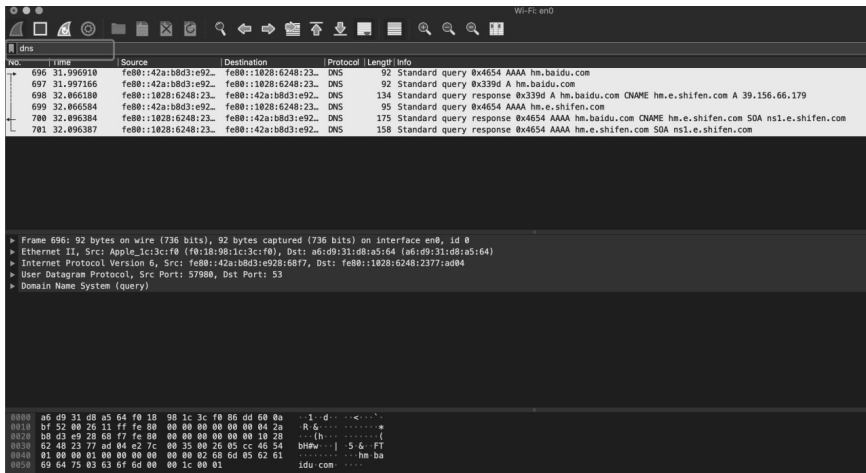 Wi-Fi: en0
dns
No. Time Source Destination Protocol Length Info
696 31.996910 fe80::42a:b8d3:e92… fe80::1028:6248:23… DNS 92 Standard query 0x4654 AAAA hm.baidu.com
697 31.997166 fe80::42a:b8d3:e92… fe80::1028:6248:23… DNS 92 Standard query 0x339d A hm.baidu.com
698 32.066180 fe80::1028:6248:23… fe80::42a:b8d3:e92… DNS 134 Standard query response 0x339d A hm.baidu.com CNAME hm.e.shifen.com A 39.156.66.179
699 32.066584 fe80::42a:b8d3:e92… fe80::1028:6248:23… DNS 95 Standard query 0x4654 AAAA hm.e.shifen.com
700 32.096384 fe80::1028:6248:23… fe80::42a:b8d3:e92… DNS 175 Standard query response 0x4654 AAAA hm.baidu.com CNAME hm.e.shifen.com SOA ns1.e.shifen.com
701 32.096387 fe80::1028:6248:23… fe80::42a:b8d3:e92… DNS 158 Standard query response 0x4654 AAAA hm.e.shifen.com SOA ns1.e.shifen.com
Frame 696: 92 bytes on wire (736 bits), 92 bytes captured (736 bits) on interface en0, id 0
Ethernet II, Src: Apple_1c:3c:f0 (f0:18:98:1c:3c:f0), Dst: a6:d9:31:d8:a5:64 (a6:d9:31:d8:a5:64)
Internet Protocol Version 6, Src: fe80::42a:b8d3:e928:68f7, Dst: fe80::1028:6248:2377:ad04
User Datagram Protocol, Src Port: 57980, Dst Port: 53
Domain Name System (query)
0000 a6 d9 31 d8 a5 64 f0 18 98 1c 3c f0 86 dd 60 0a ··1··d·· ··<···`·
0010 bf 52 00 26 11 ff fe 80 00 00 00 00 00 00 04 2a ·R·&···· ·······*
0020 b8 d3 e9 28 68 f7 fe 80 00 00 00 00 00 00 10 28 ···(h··· ·······(
0030 62 48 23 77 ad 04 e2 7c 00 35 00 26 05 cc 46 54 bH#w···| ·5·&··FT
0040 01 00 00 01 00 00 00 00 00 00 02 68 6d 05 62 61 ········ ···hm·ba
0050 69 64 75 03 63 6f 6d 00 00 1c 00 01 idu·com· ····